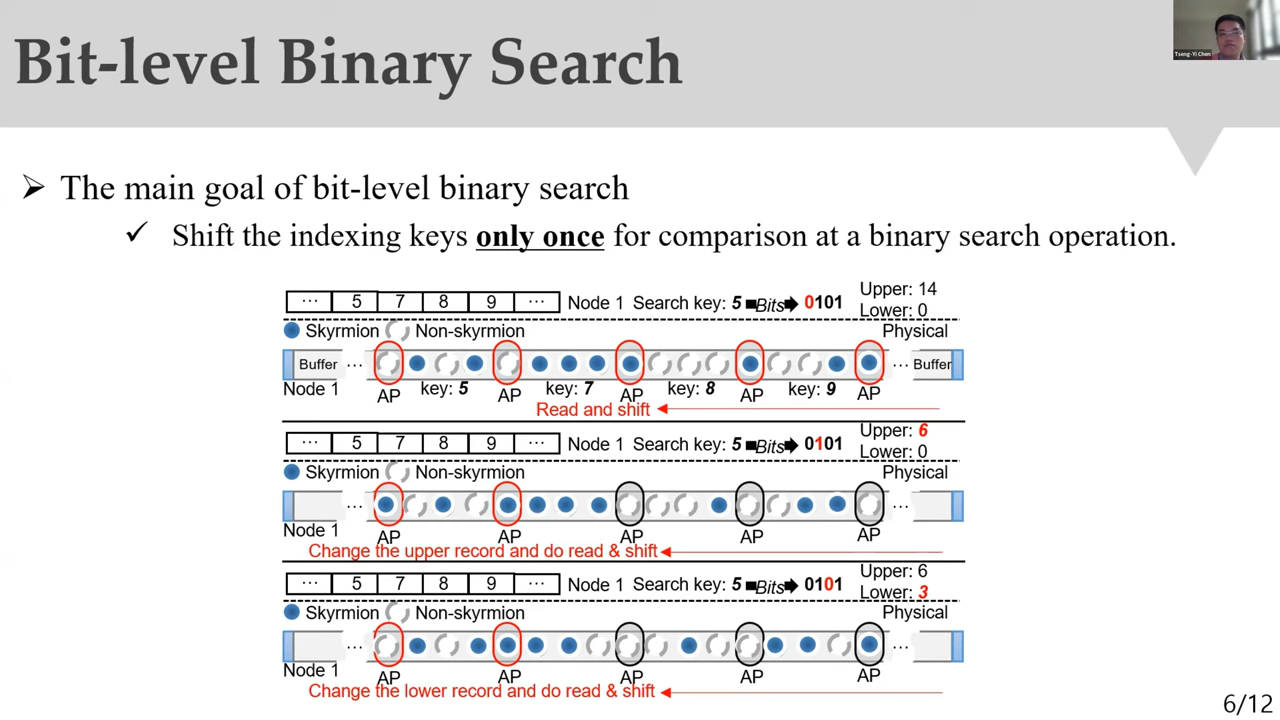 Bit-level Binary Search
Tseng-Yi Chen
The main goal of bit-level binary search
Shift the indexing keys only once for comparison at a binary search operation.
... 5 7 8 9 ... Node 1 Search key: 5 Bits 0101 Upper: 14
Lower: 0
Skyrmion Non-skyrmion Physical
Buffer ... ... Buffer
Node 1 AP key: 5 AP key: 7 AP key: 8 AP key: 9 AP
Read and shift
... 5 7 8 9 ... Node 1 Search key: 5 Bits 0101 Upper: 6
Lower: 0
Skyrmion Non-skyrmion Physical
... ...
Node 1 AP AP AP AP AP
Change the upper record and do read & shift
... 5 7 8 9 ... Node 1 Search key: 5 Bits 0101 Upper: 6
Lower: 3
Skyrmion Non-skyrmion Physical
... ...
Node 1 AP AP AP AP AP
Change the lower record and do read & shift
6/12